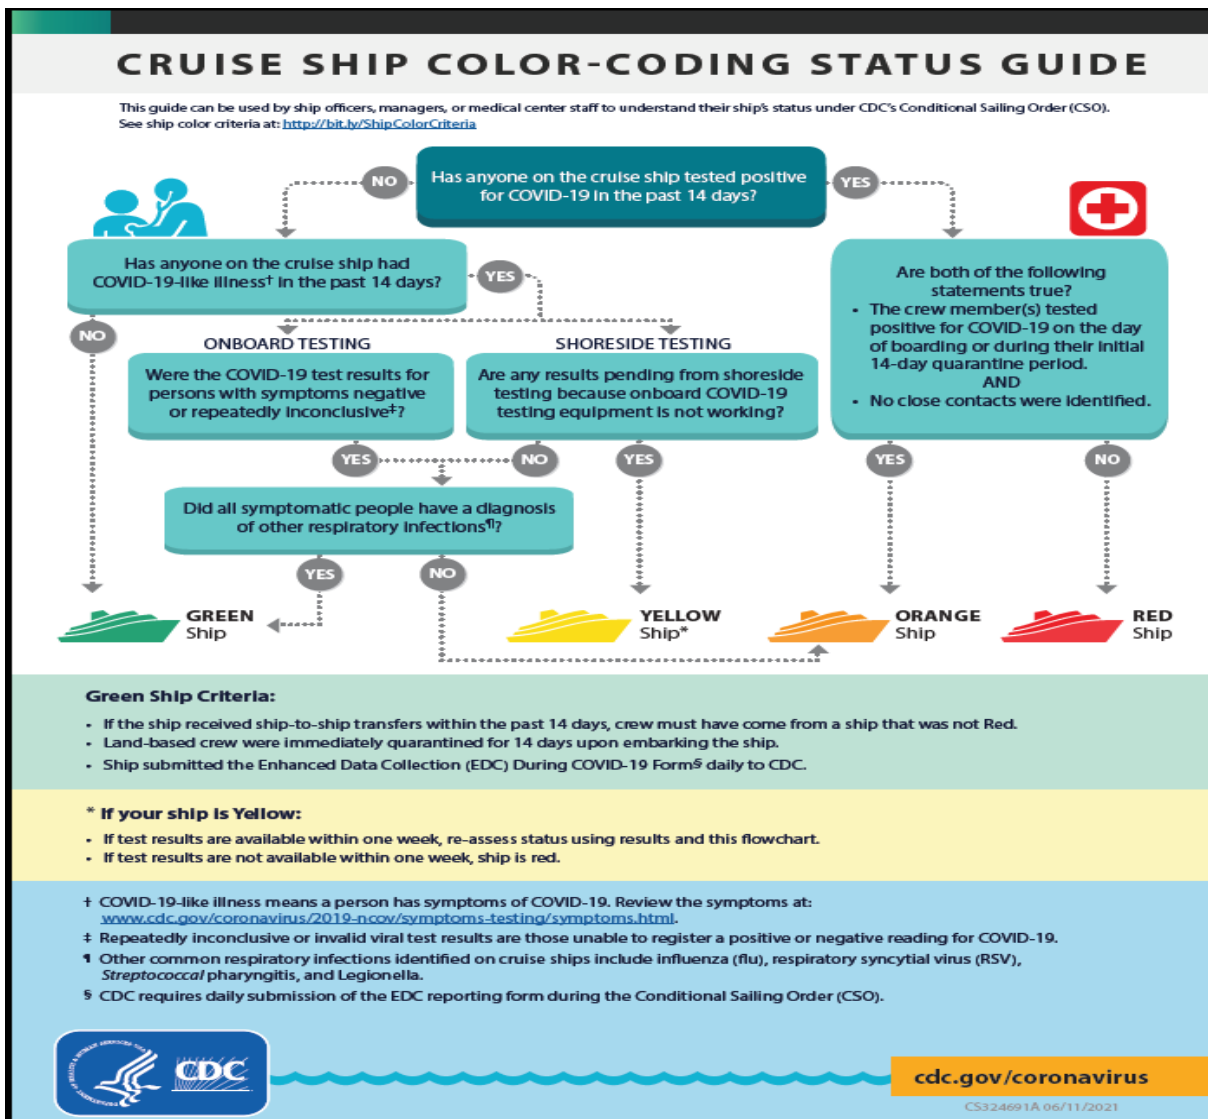 CRUISE SHIP COLOR-CODING STATUS GUIDE
This guide can be used by ship officers, managers, or medical center staff to understand their ship's status under CDC's Conditional Sailing Order (CSO).
See ship color criteria at: http://bit.ly/ShipColorCriteria
Has anyone on the cruise ship tested positive
for COVID-19 in the past 14 days?
NO
YES
Has anyone on the cruise ship had
COVID-19-like illness† in the past 14 days?
YES
NO
Are both of the following
statements true?
• The crew member(s) tested
positive for COVID-19 on the day
of boarding or during their initial
14-day quarantine period.
AND
• No close contacts were identified.
ONBOARD TESTING
Were the COVID-19 test results for
persons with symptoms negative
or repeatedly inconclusive‡?
SHORESIDE TESTING
Are any results pending from shoreside
testing because onboard COVID-19
testing equipment is not working?
YES
NO
YES
YES
NO
Did all symptomatic people have a diagnosis
of other respiratory infections¶?
YES
NO
GREEN
Ship
YELLOW
Ship*
ORANGE
Ship
RED
Ship
Green Ship Criteria:
• If the ship received ship-to-ship transfers within the past 14 days, crew must have come from a ship that was not Red.
• Land-based crew were immediately quarantined for 14 days upon embarking the ship.
• Ship submitted the Enhanced Data Collection (EDC) During COVID-19 Form§ daily to CDC.
* If your ship is Yellow:
• If test results are available within one week, re-assess status using results and this flowchart.
• If test results are not available within one week, ship is red.
† COVID-19-like illness means a person has symptoms of COVID-19. Review the symptoms at:
www.cdc.gov/coronavirus/2019-ncov/symptoms-testing/symptoms.html.
‡ Repeatedly inconclusive or invalid viral test results are those unable to register a positive or negative reading for COVID-19.
¶ Other common respiratory infections identified on cruise ships include influenza (flu), respiratory syncytial virus (RSV),
Streptococcal pharyngitis, and Legionella.
§ CDC requires daily submission of the EDC reporting form during the Conditional Sailing Order (CSO).
CDC
cdc.gov/coronavirus
CS324691A 06/11/2021